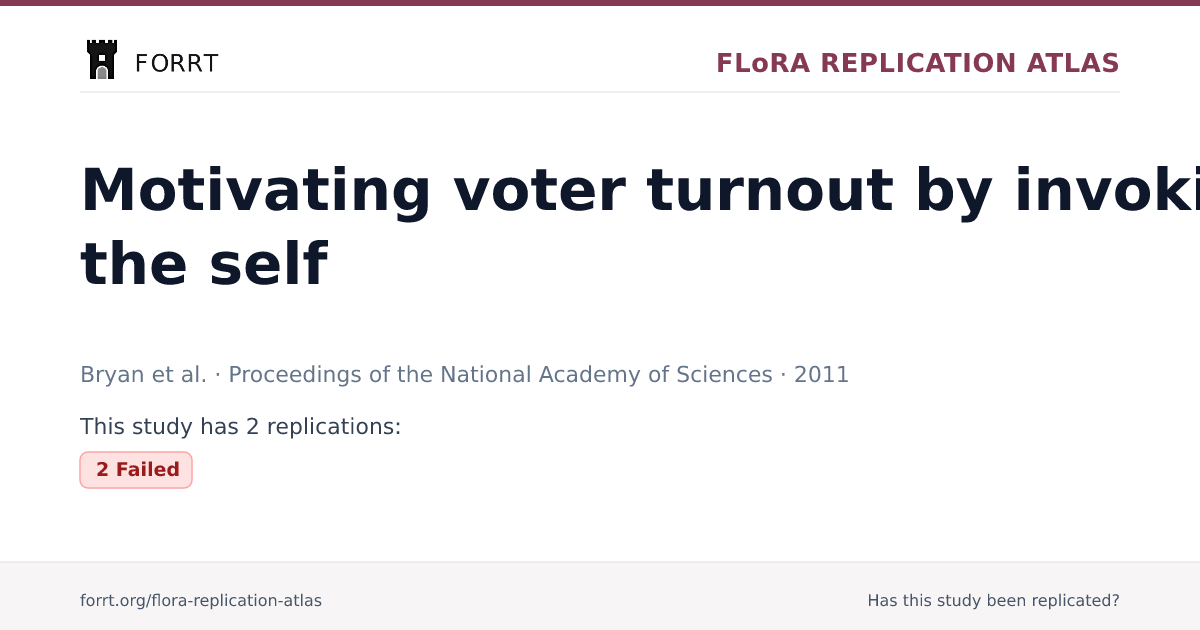 FORRT
FLoRA REPLICATION ATLAS
Motivating voter turnout by invoki
the self
Bryan et al. · Proceedings of the National Academy of Sciences · 2011
This study has 2 replications:
2 Failed
forrt.org/flora-replication-atlas
Has this study been replicated?